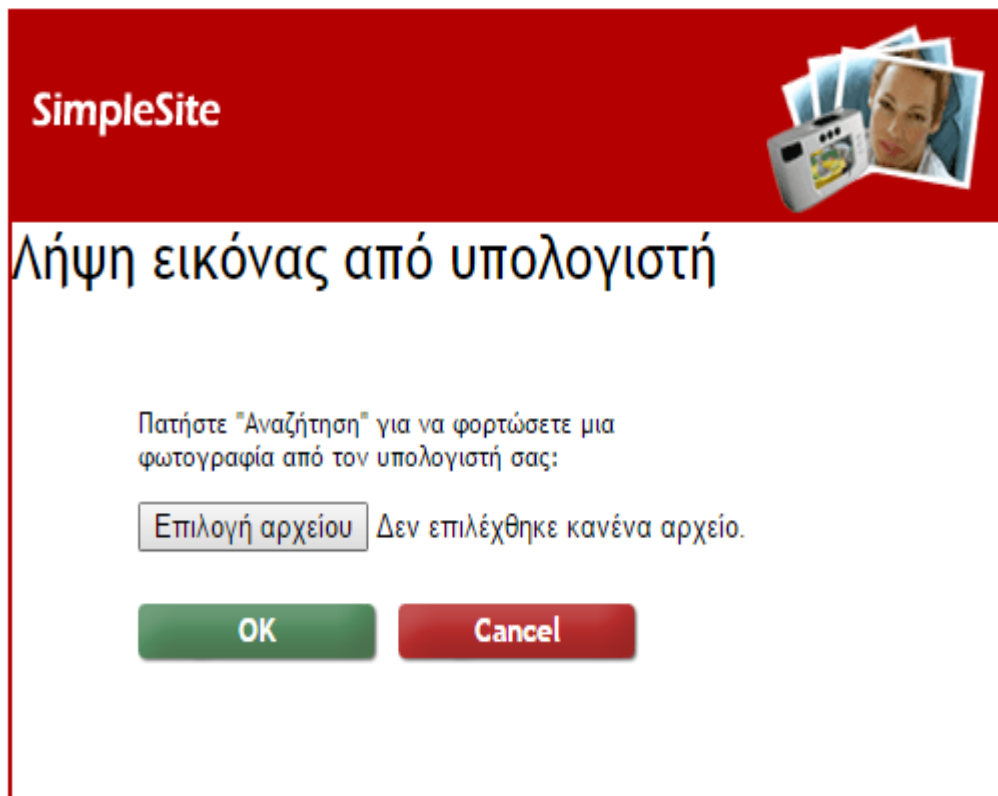 SimpleSite
Λήψη εικόνας από υπολογιστή
Πατήστε "Αναζήτηση" για να φορτώσετε μια
φωτογραφία από τον υπολογιστή σας:
Επιλογή αρχείου Δεν επιλέχθηκε κανένα αρχείο.
OK Cancel